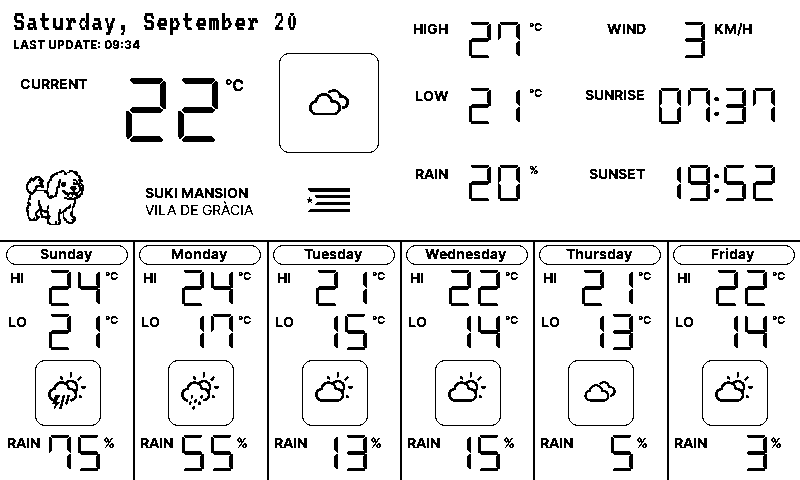 Saturday, September 20
LAST UPDATE: 09:34
CURRENT 22 °C
SUKI MANSION
VILA DE GRÀCIA
HIGH 27 °C
LOW 21 °C
RAIN 20 %
WIND 3 KM/H
SUNRISE 07:37
SUNSET 19:52
Sunday
HI 24 °C
LO 21 °C
RAIN 75 %
Monday
HI 24 °C
LO 17 °C
RAIN 55 %
Tuesday
HI 21 °C
LO 15 °C
RAIN 13 %
Wednesday
HI 22 °C
LO 14 °C
RAIN 15 %
Thursday
HI 21 °C
LO 13 °C
RAIN 5 %
Friday
HI 22 °C
LO 14 °C
RAIN 3 %